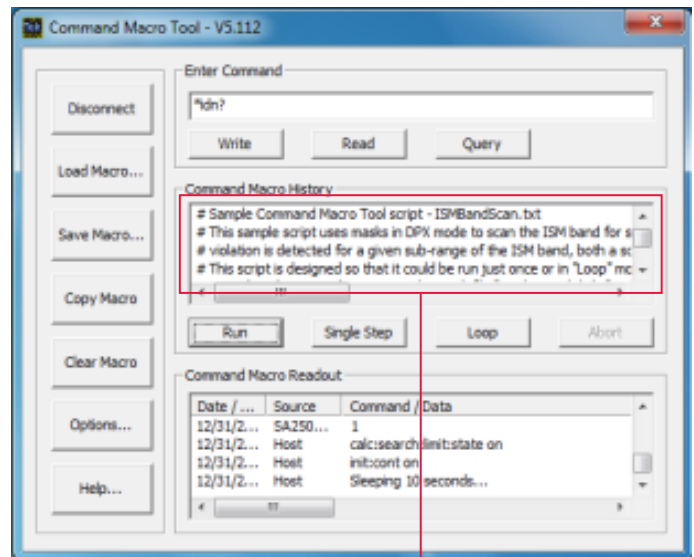 Command Macro Tool - V5.112
Disconnect
Load Macro...
Save Macro...
Copy Macro
Clear Macro
Options...
Help...
Enter Command
*idn?
Write Read Query
Command Macro History
# Sample Command Macro Tool script - ISMBandScan.txt
# This sample script uses masks in DPX mode to scan the ISM band for s
# violation is detected for a given sub-range of the ISM band, both a sc
# This script is designed so that it could be run just once or in "Loop" mo
Run Single Step Loop Abort
Command Macro Readout
Date / ... Source Command / Data
12/31/2... SA250... 1
12/31/2... Host calc:search:limit:state on
12/31/2... Host init:cont on
12/31/2... Host Sleeping 10 seconds...